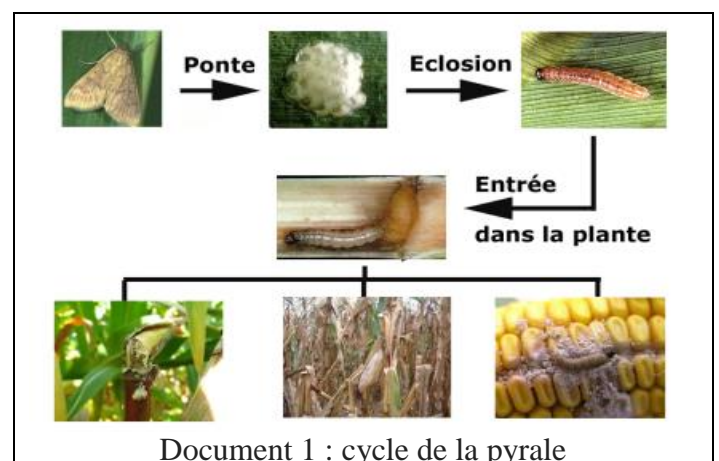 Ponte
Eclosion
Entrée
dans la plante
Document 1 : cycle de la pyrale